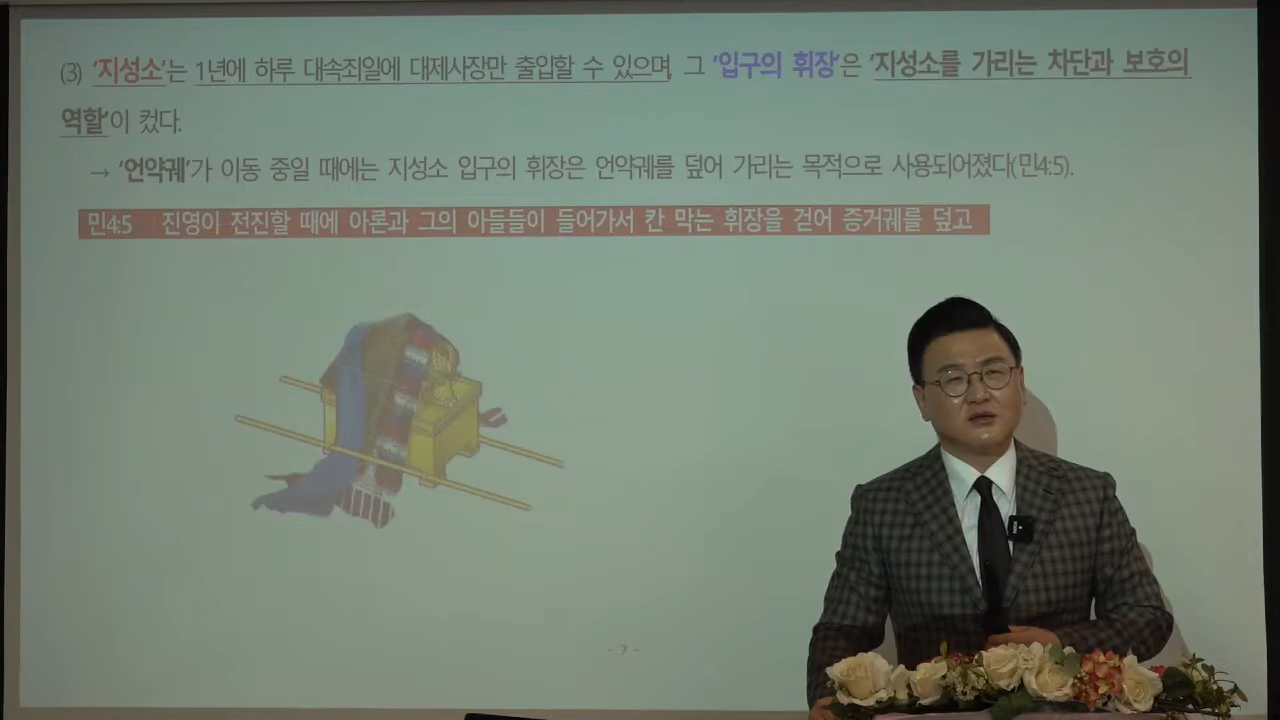 (3) '지성소'는 1년에 하루 대속죄일에 대제사장만 출입할 수 있으며, 그 '입구의 휘장'은 '지성소를 가리는 차단과 보호의
역할'이 컸다.
→ '언약궤'가 이동 중일 때에는 지성소 입구의 휘장은 언약궤를 덮어 가리는 목적으로 사용되어졌다(민4:5).
민4:5 진영이 전진할 때에 아론과 그의 아들들이 들어가서 칸 막는 휘장을 걷어 증거궤를 덮고
- 7 -